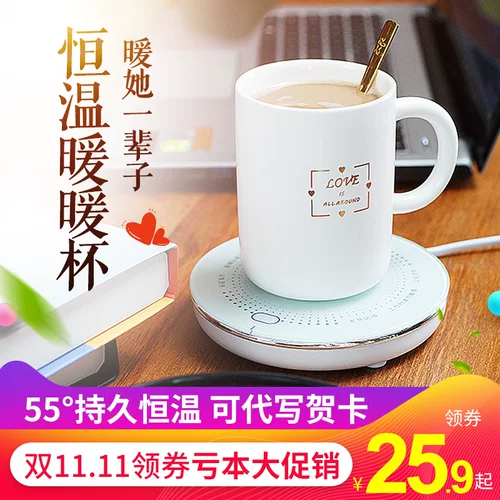 恒温暖暖杯
暖她一辈子
LOVE
IS
ALLAROUND
55°持久恒温 可代写贺卡
双11.11领券亏本大促销
领券
¥25.9起